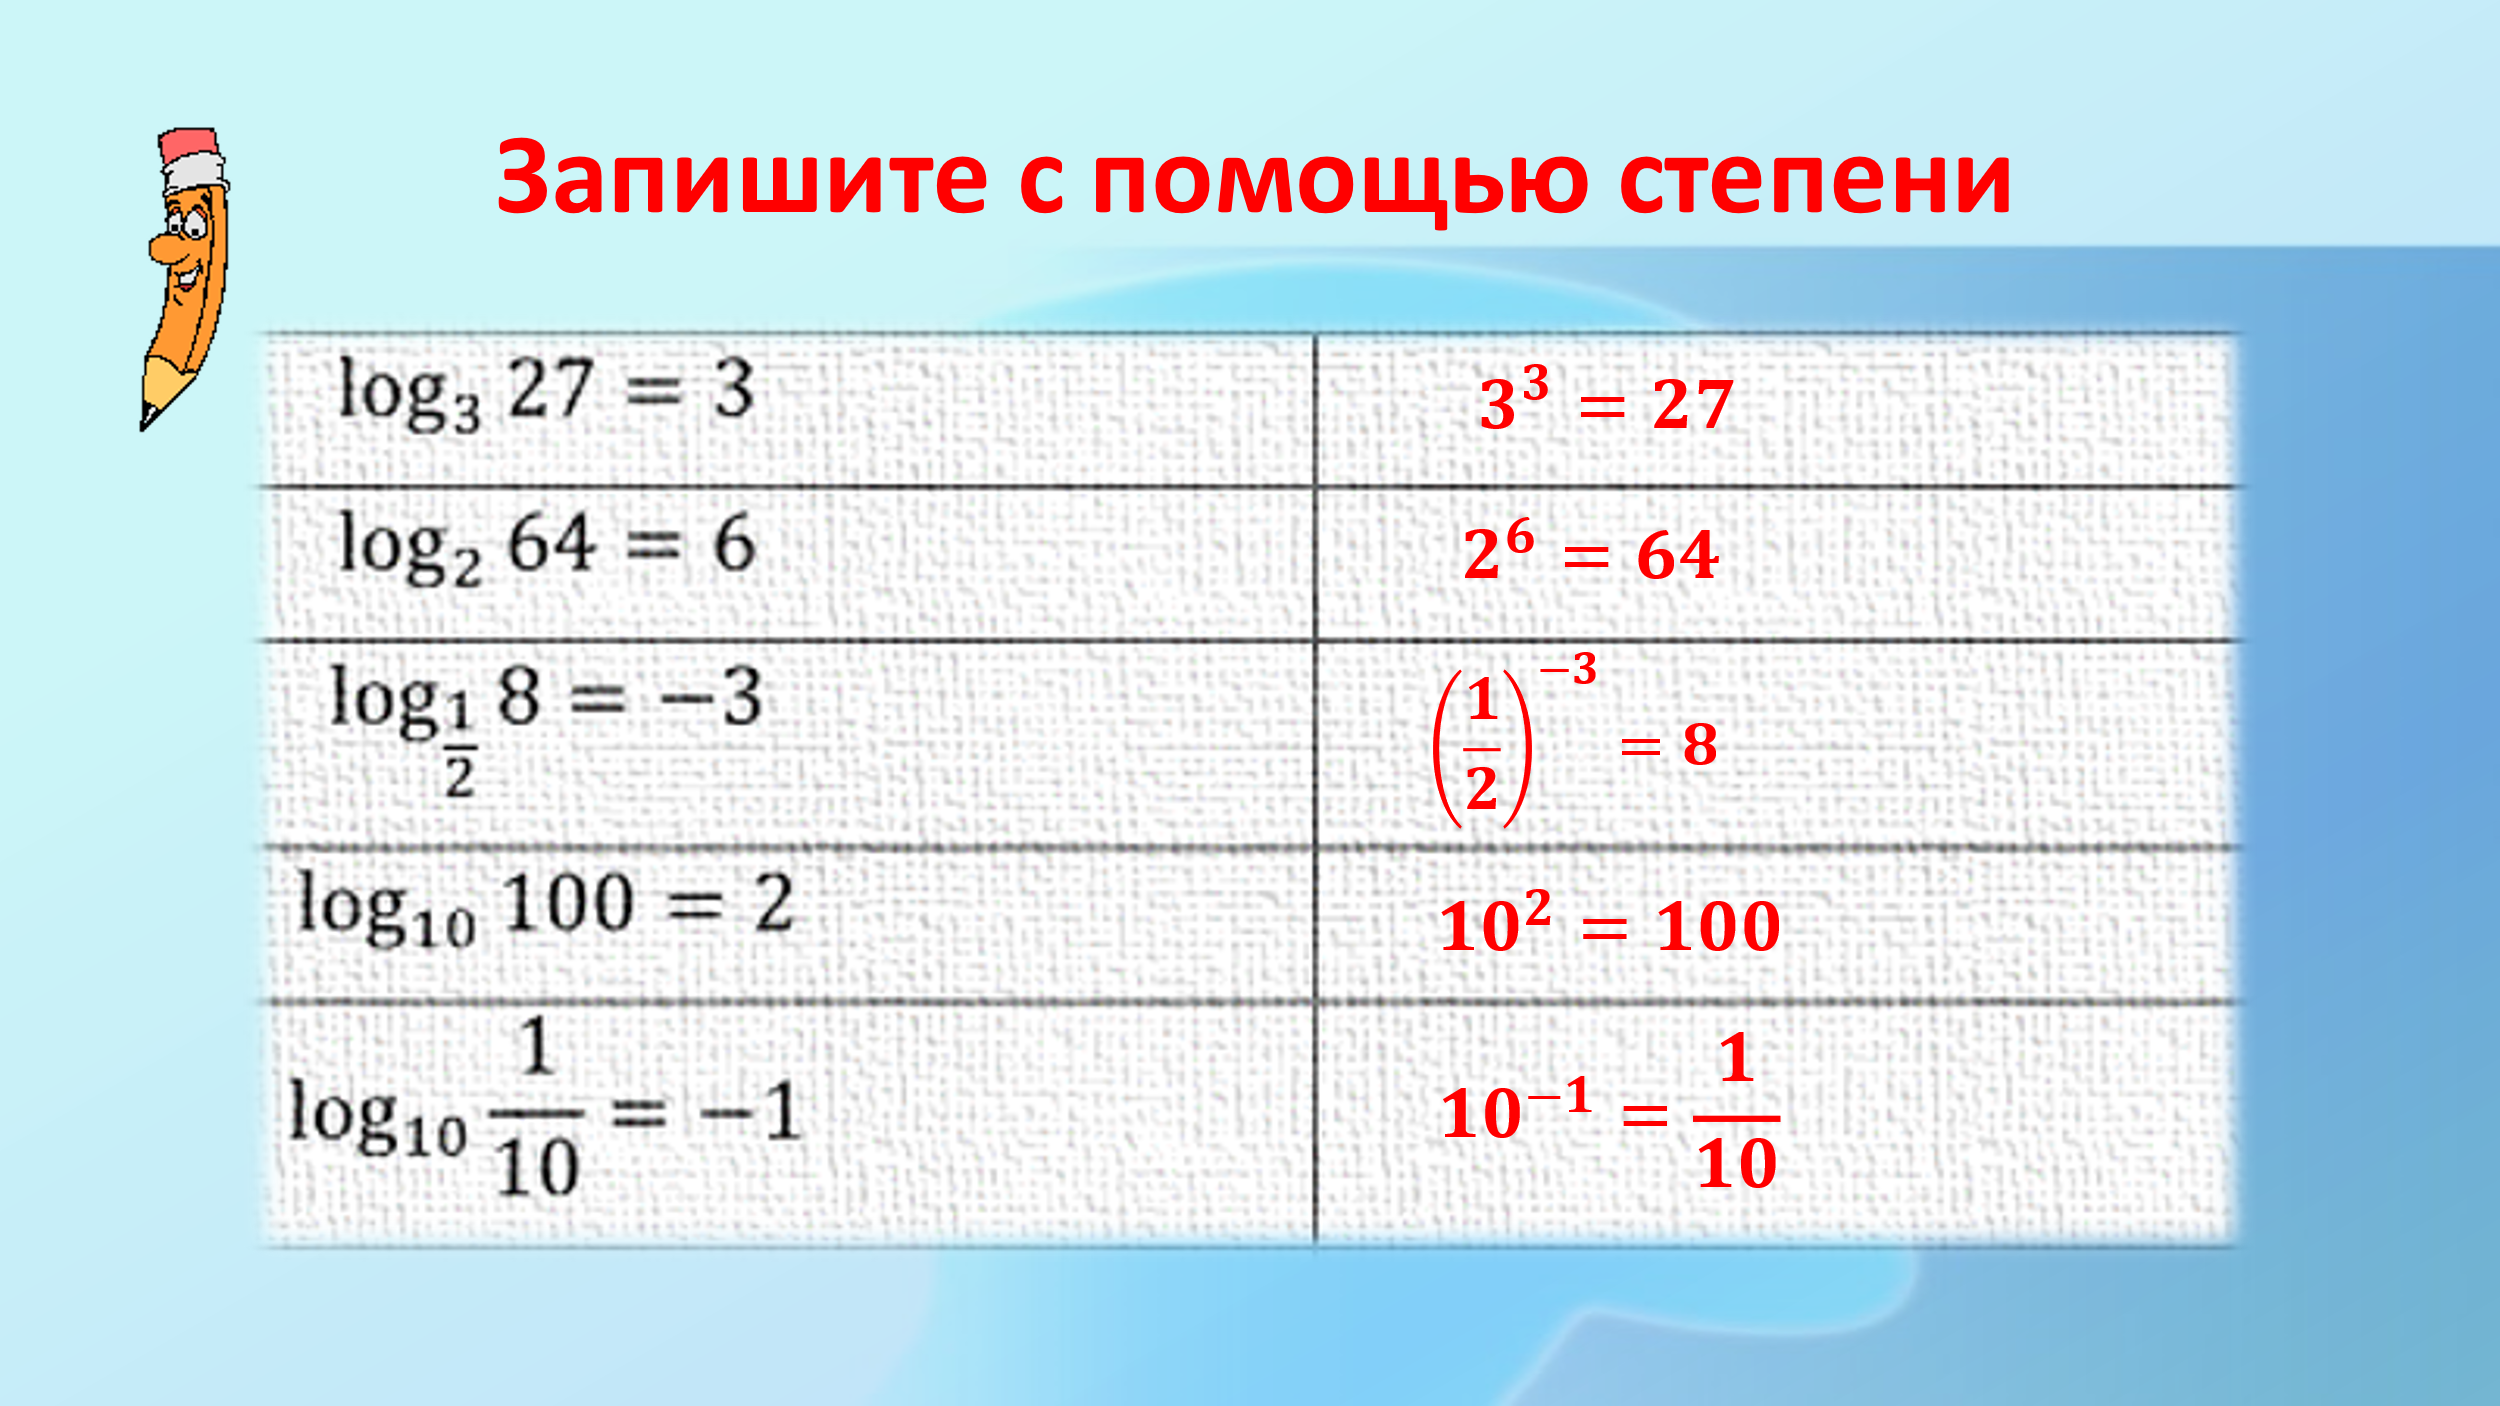 Запишите с помощью степени
log₃ 27 = 3
3³ = 27
log₂ 64 = 6
2⁶ = 64
log_{1/2} 8 = −3
(1/2)⁻³ = 8
log₁₀ 100 = 2
10² = 100
log₁₀ 1/10 = −1
10⁻¹ = 1/10